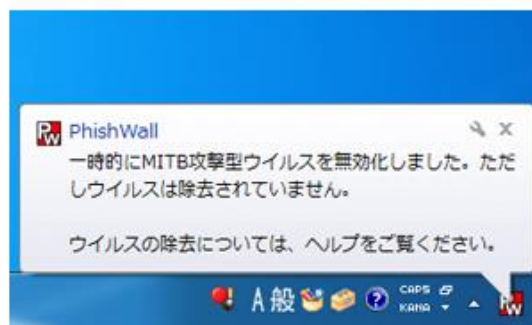 PhishWall
一時的にMITB攻撃型ウイルスを無効化しました。ただ
しウイルスは除去されていません。
ウイルスの除去については、ヘルプをご覧ください。
A 般 CAPS
KANA
PW